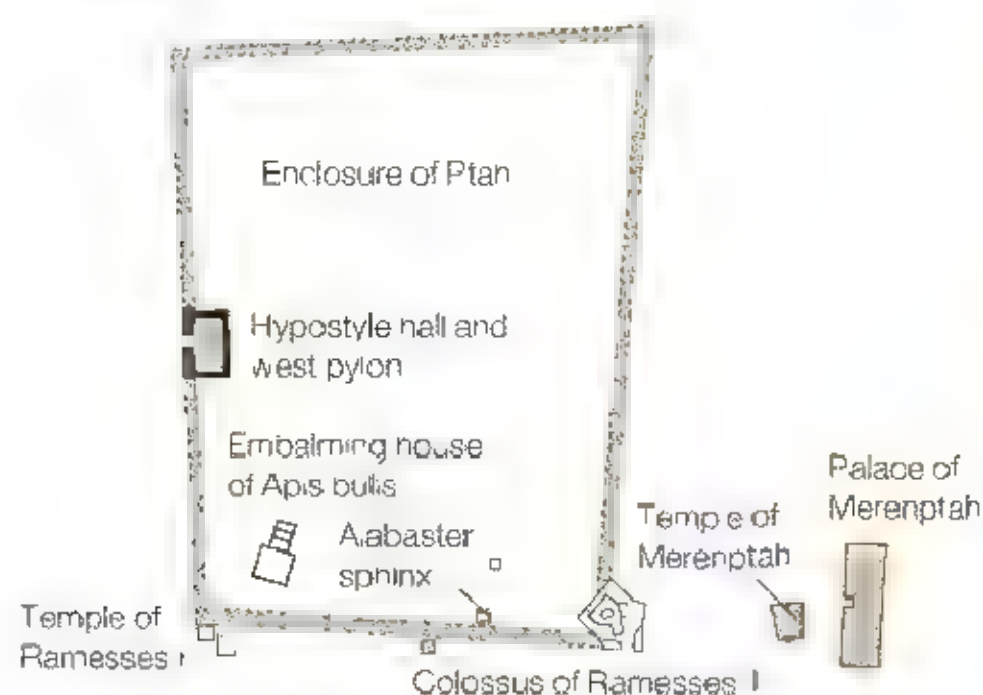 Enclosure of Ptah
Hypostyle hall and
west pylon
Embalming house
of Apis bulls
Alabaster
sphinx
Temple of
Merenptah
Palace of
Merenptah
Temple of
Ramesses
Colossus of Ramesses